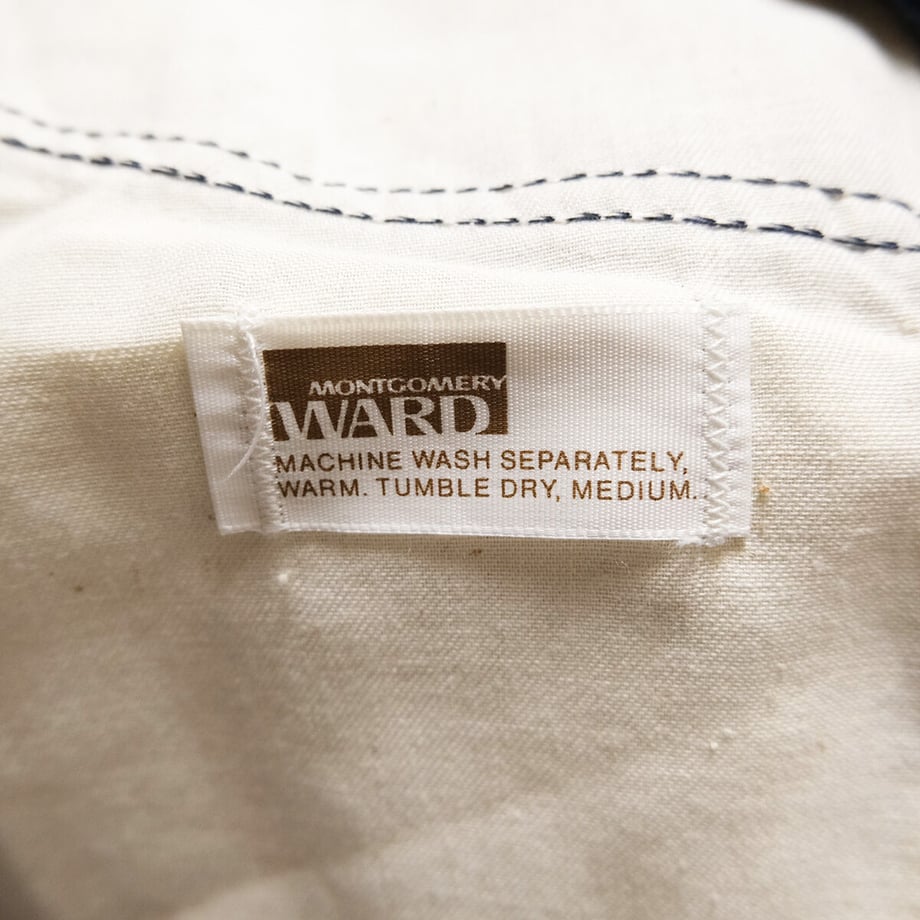 MONTGOMERY
WARD
MACHINE WASH SEPARATELY,
WARM. TUMBLE DRY, MEDIUM.